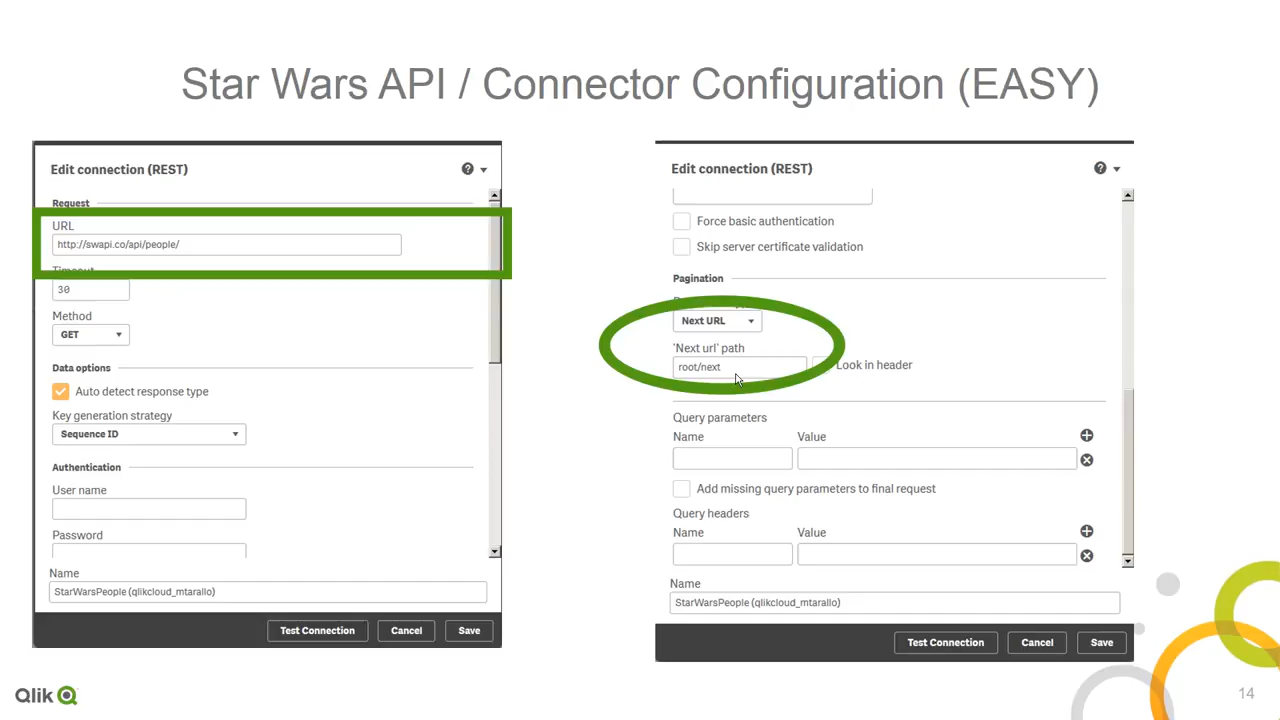 Star Wars API / Connector Configuration (EASY)
Edit connection (REST)
Request
URL
http://swapi.co/api/people/
Timeout
30
Method
GET
Data options
Auto detect response type
Key generation strategy
Sequence ID
Authentication
User name
Password
Name
StarWarsPeople (qlikcloud_mtarallo)
Test Connection Cancel Save
Edit connection (REST)
Force basic authentication
Skip server certificate validation
Pagination
Next URL
'Next url' path
root/next
Look in header
Query parameters
Name Value
Add missing query parameters to final request
Query headers
Name Value
Name
StarWarsPeople (qlikcloud_mtarallo)
Test Connection Cancel Save
Qlik
14